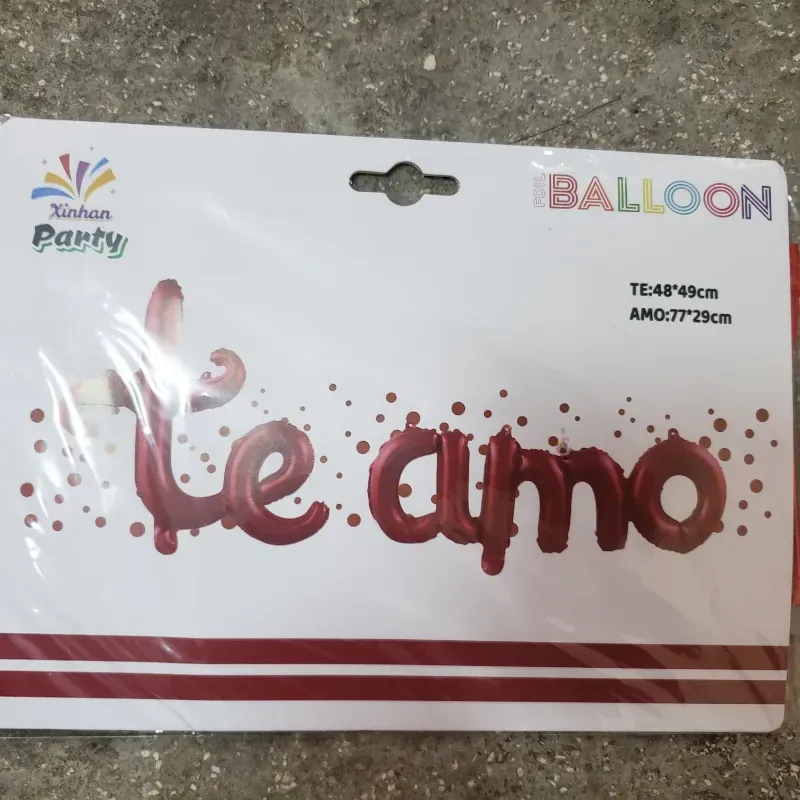 Xinhan
Party
FOIL
BALLOON
TE:48*49cm
AMO:77*29cm
te amo